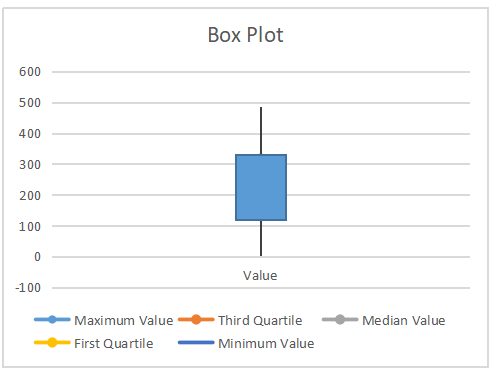 Box Plot
600
500
400
300
200
100
0
-100
Value
Maximum Value Third Quartile Median Value
First Quartile Minimum Value